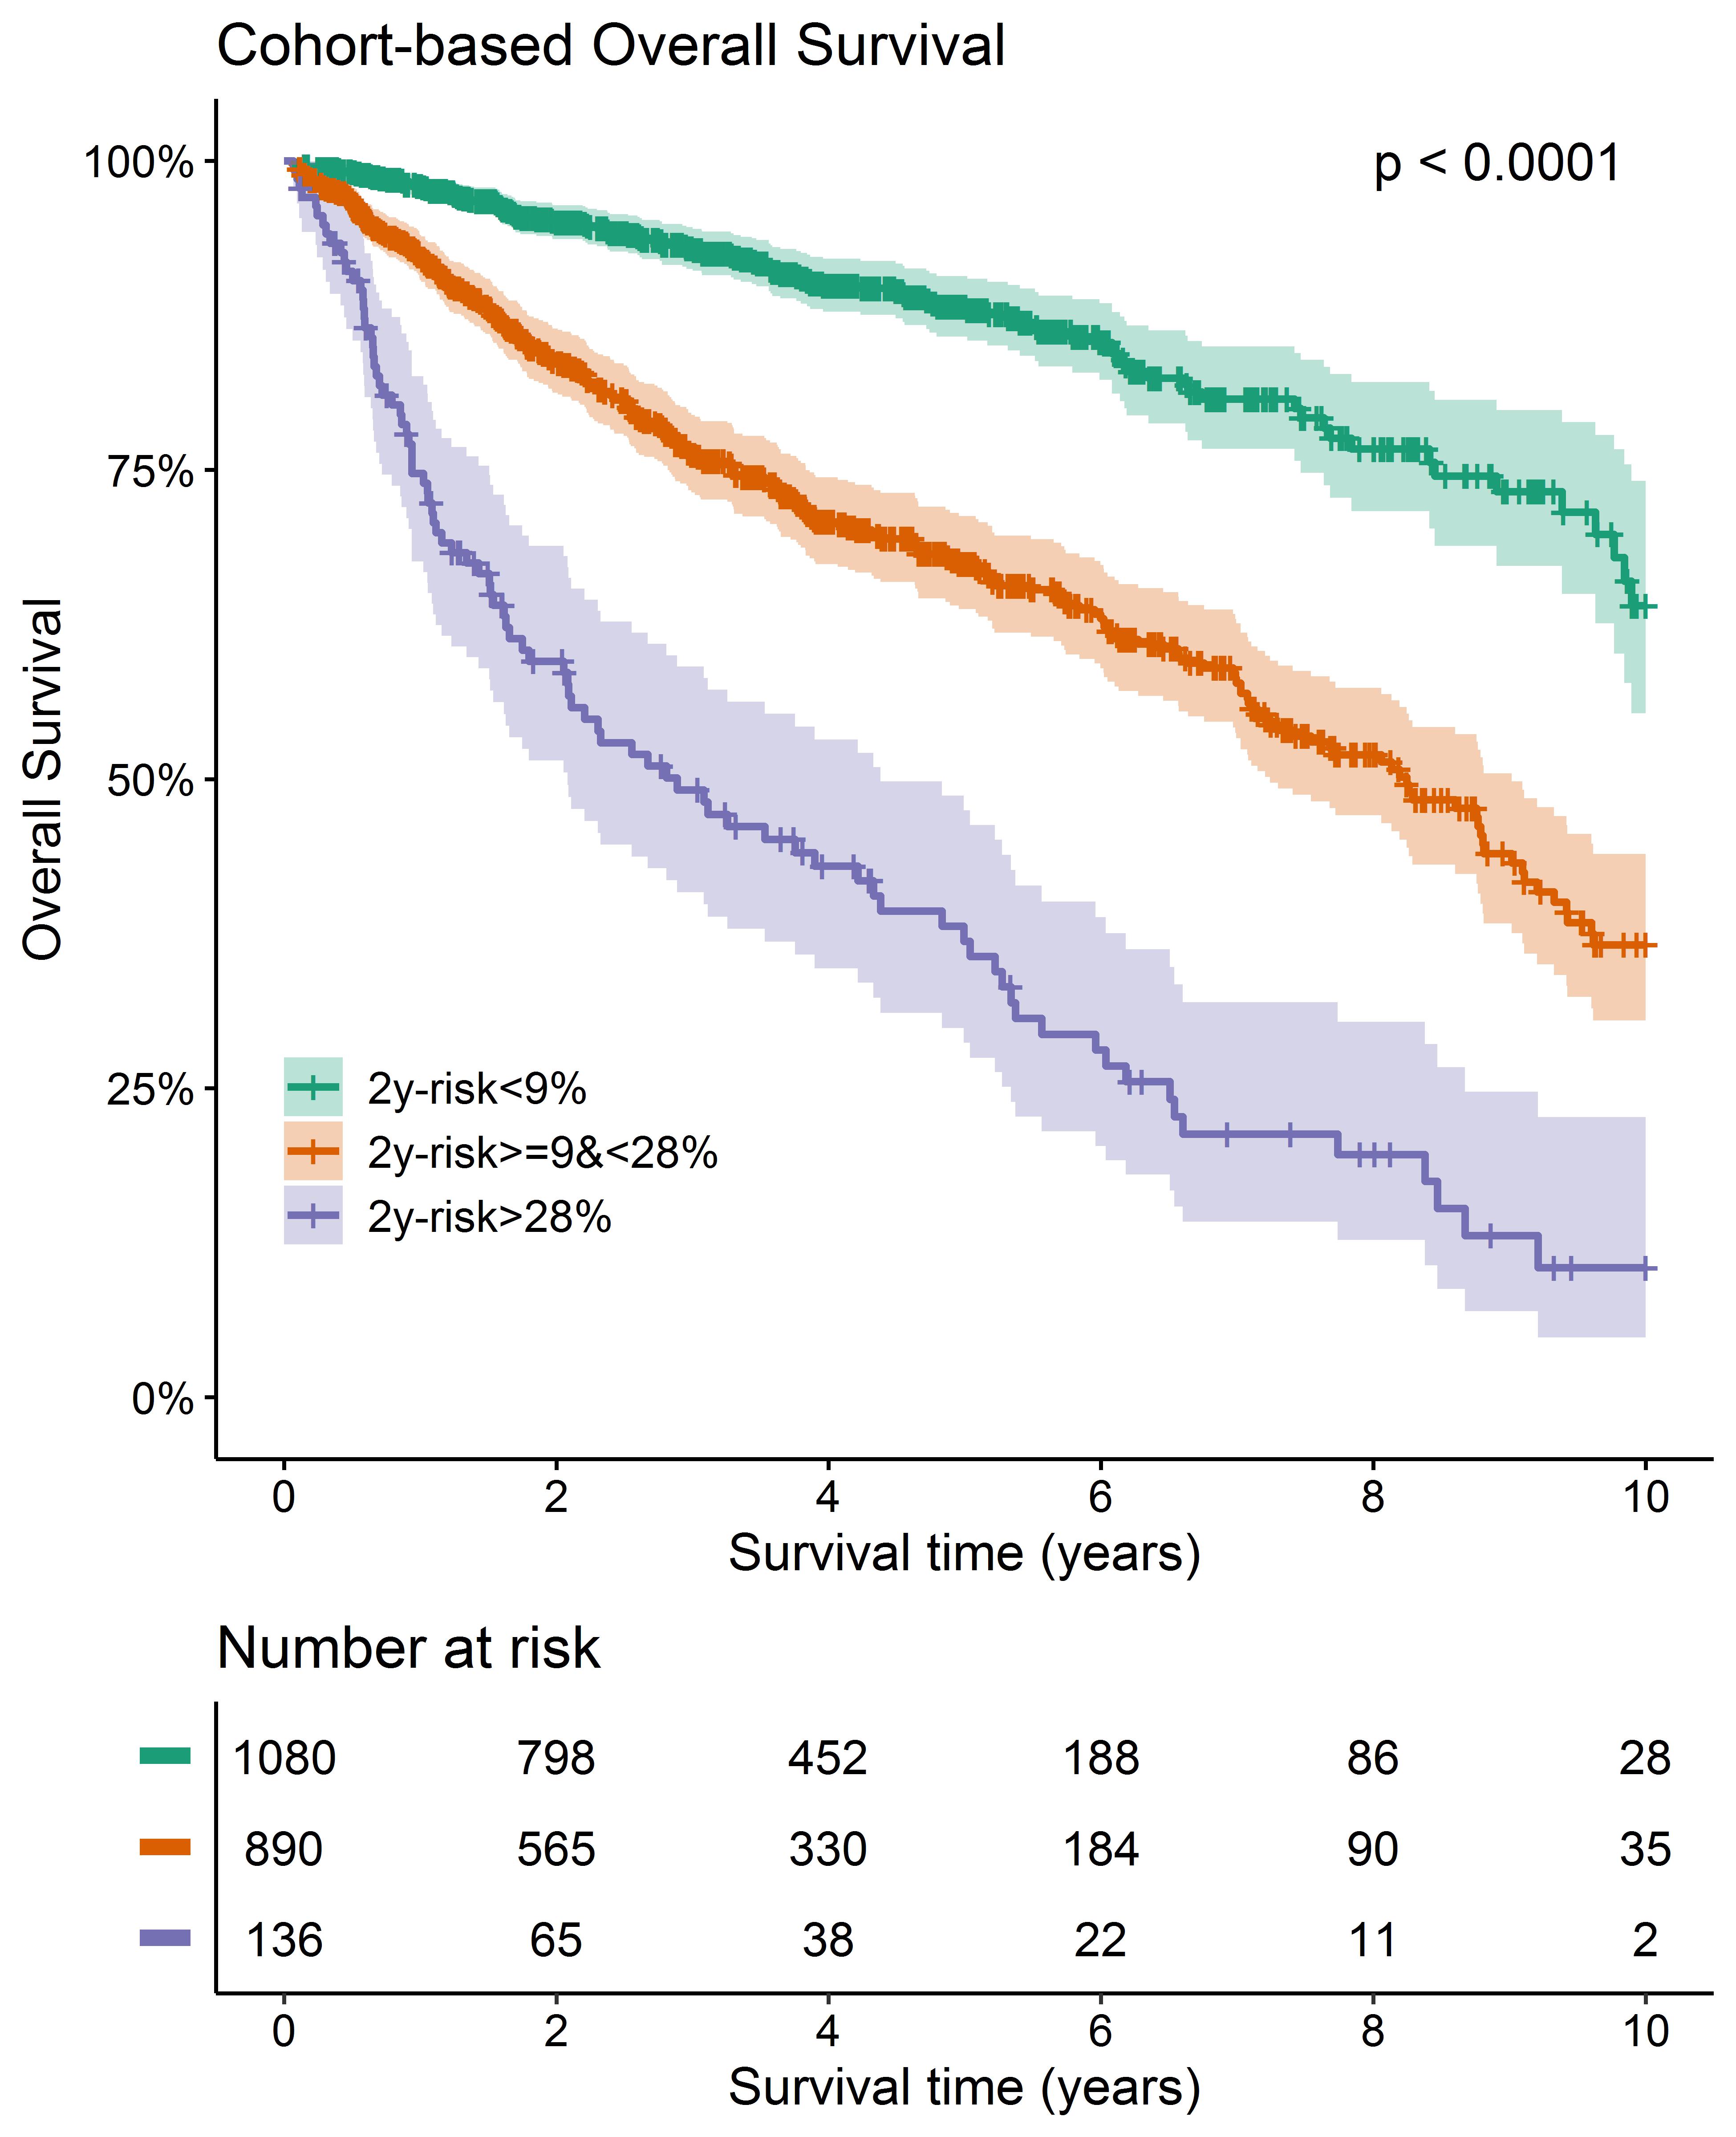 Cohort-based Overall Survival
p < 0.0001
100%
75%
50%
25%
0%
Overall Survival
2y-risk<9%
2y-risk>=9&<28%
2y-risk>28%
0 2 4 6 8 10
Survival time (years)
Number at risk
1080 798 452 188 86 28
890 565 330 184 90 35
136 65 38 22 11 2
0 2 4 6 8 10
Survival time (years)